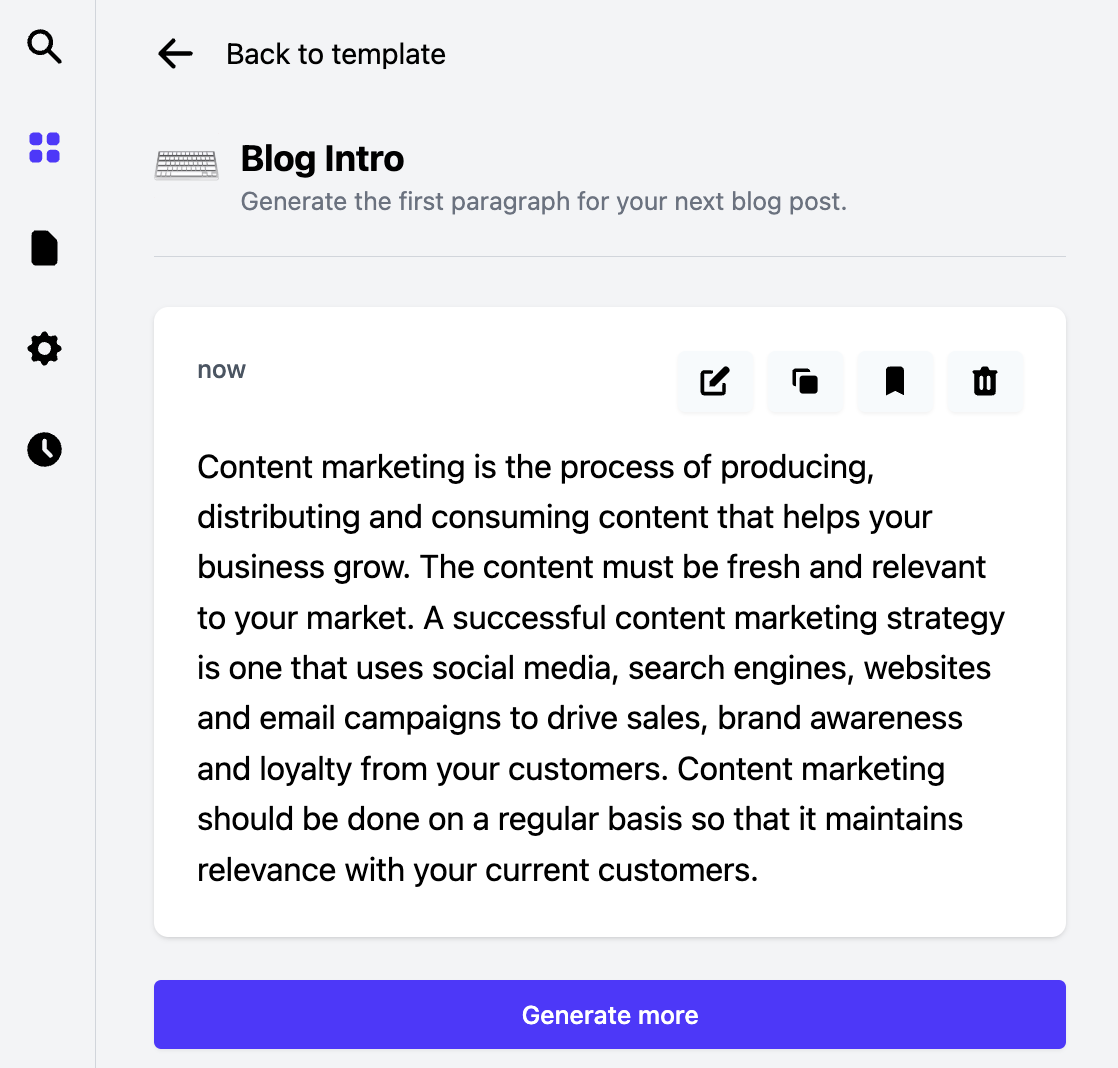 Back to template
Blog Intro
Generate the first paragraph for your next blog post.
now
Content marketing is the process of producing,
distributing and consuming content that helps your
business grow. The content must be fresh and relevant
to your market. A successful content marketing strategy
is one that uses social media, search engines, websites
and email campaigns to drive sales, brand awareness
and loyalty from your customers. Content marketing
should be done on a regular basis so that it maintains
relevance with your current customers.
Generate more